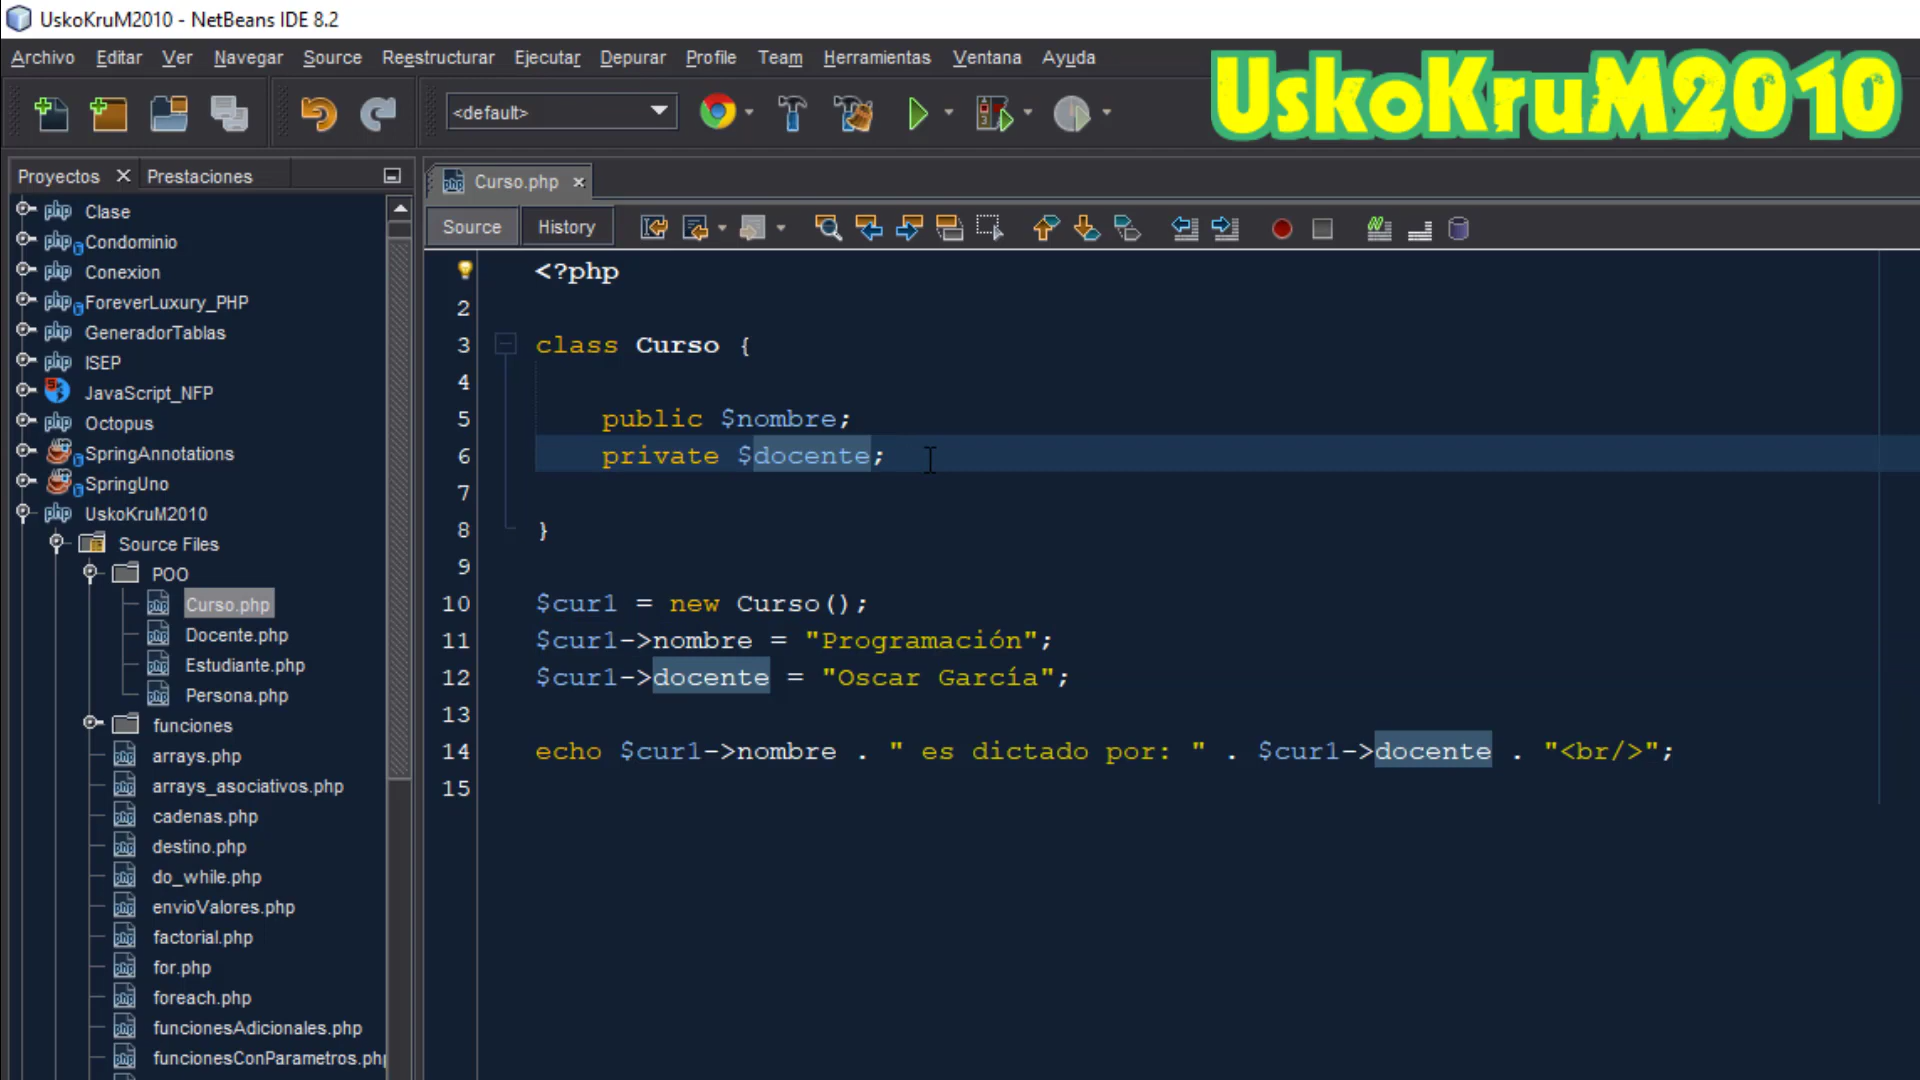 UskoKruM2010 - NetBeans IDE 8.2
Archivo Editar Ver Navegar Source Reestructurar Ejecutar Depurar Profile Team Herramientas Ventana Ayuda
UskoKruM2010
<default>
Proyectos Prestaciones
Curso.php
Source History
Clase
Condominio
Conexion
ForeverLuxury_PHP
GeneradorTablas
ISEP
JavaScript_NFP
Octopus
SpringAnnotations
SpringUno
UskoKruM2010
Source Files
POO
Curso.php
Docente.php
Estudiante.php
Persona.php
funciones
arrays.php
arrays_asociativos.php
cadenas.php
destino.php
do_while.php
envioValores.php
factorial.php
for.php
foreach.php
funcionesAdicionales.php
funcionesConParametros.php
<?php
2
3 class Curso {
4
5 public $nombre;
6 private $docente;
7
8 }
9
10 $cur1 = new Curso();
11 $cur1->nombre = "Programación";
12 $cur1->docente = "Oscar García";
13
14 echo $cur1->nombre . " es dictado por: " . $cur1->docente . "<br/>";
15